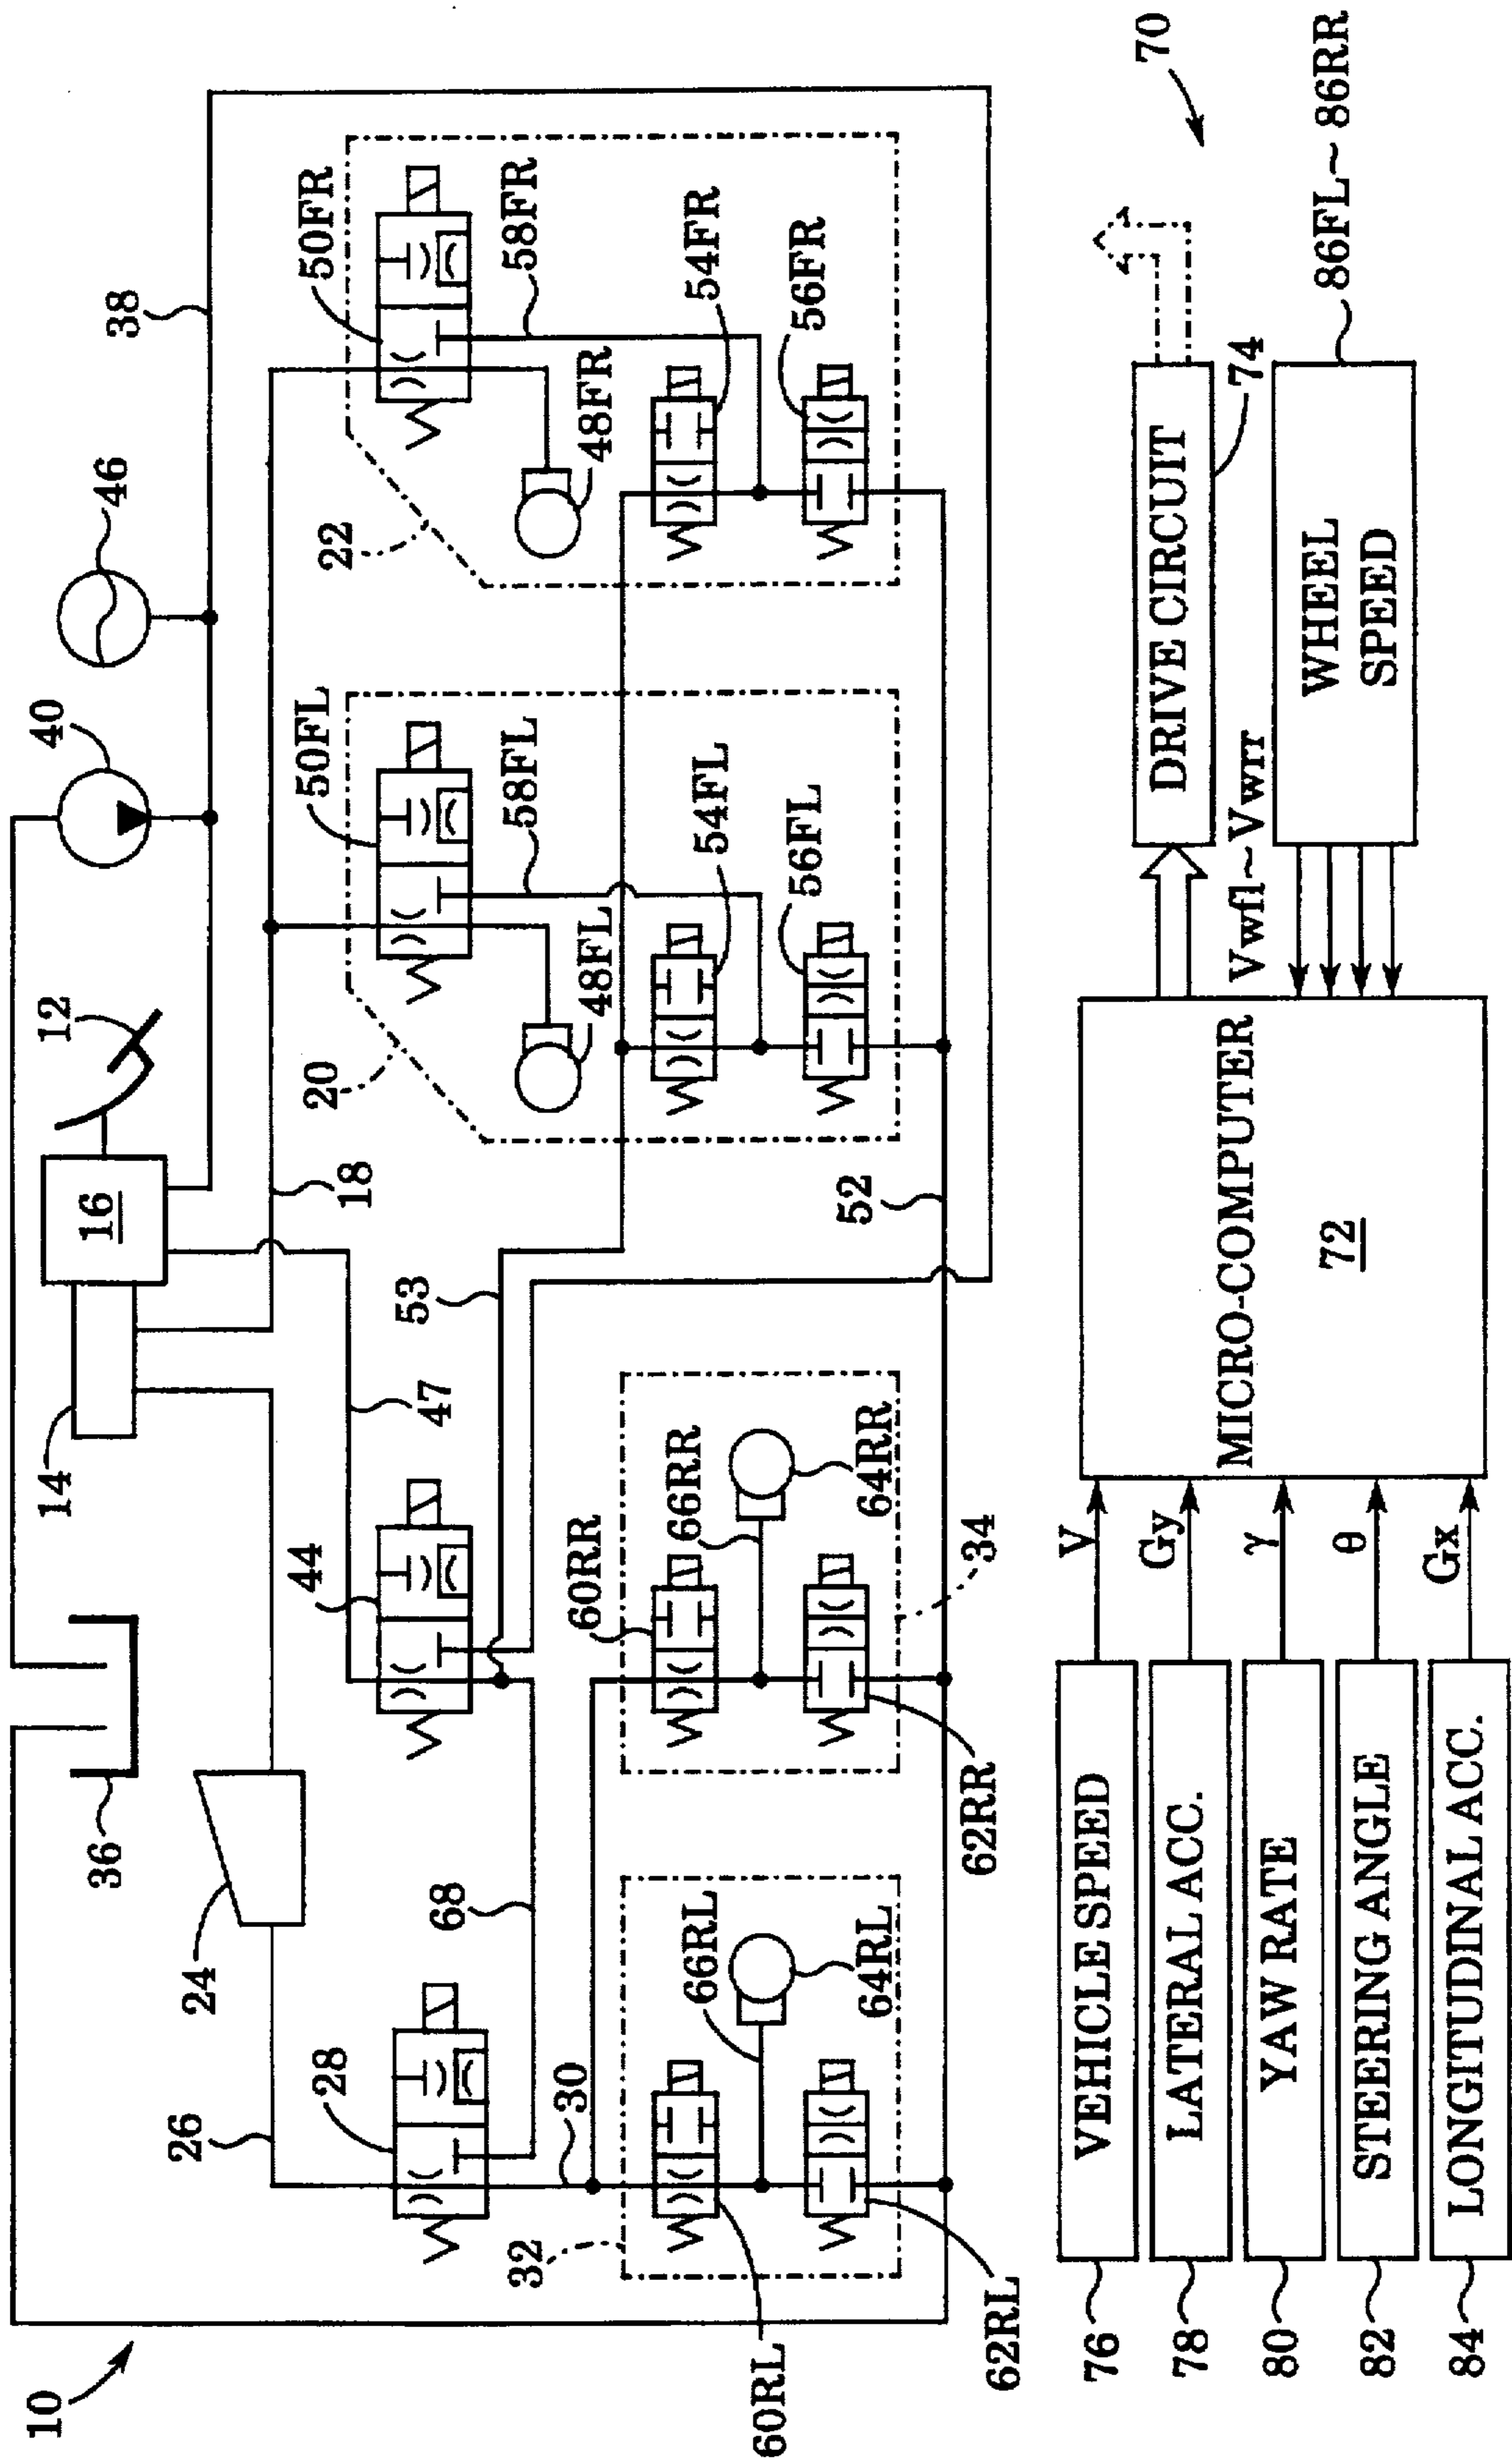 10
36
14
16
12
40
46
38
24
26
28
44
47
18
53
68
30
32
20
22
50FL
58FL
48FL
54FL
56FL
50FR
58FR
48FR
54FR
56FR
60RR
66RR
64RR
34
62RR
66RL
64RL
60RL
62RL
52
70
76
VEHICLE SPEED
V
78
LATERAL ACC.
Gy
80
YAW RATE
γ
82
STEERING ANGLE
θ
84
LONGITUDINAL ACC.
Gx
MICRO-COMPUTER
72
DRIVE CIRCUIT
74
Vwfl~Vwrr
WHEEL
SPEED
86FL~86RR